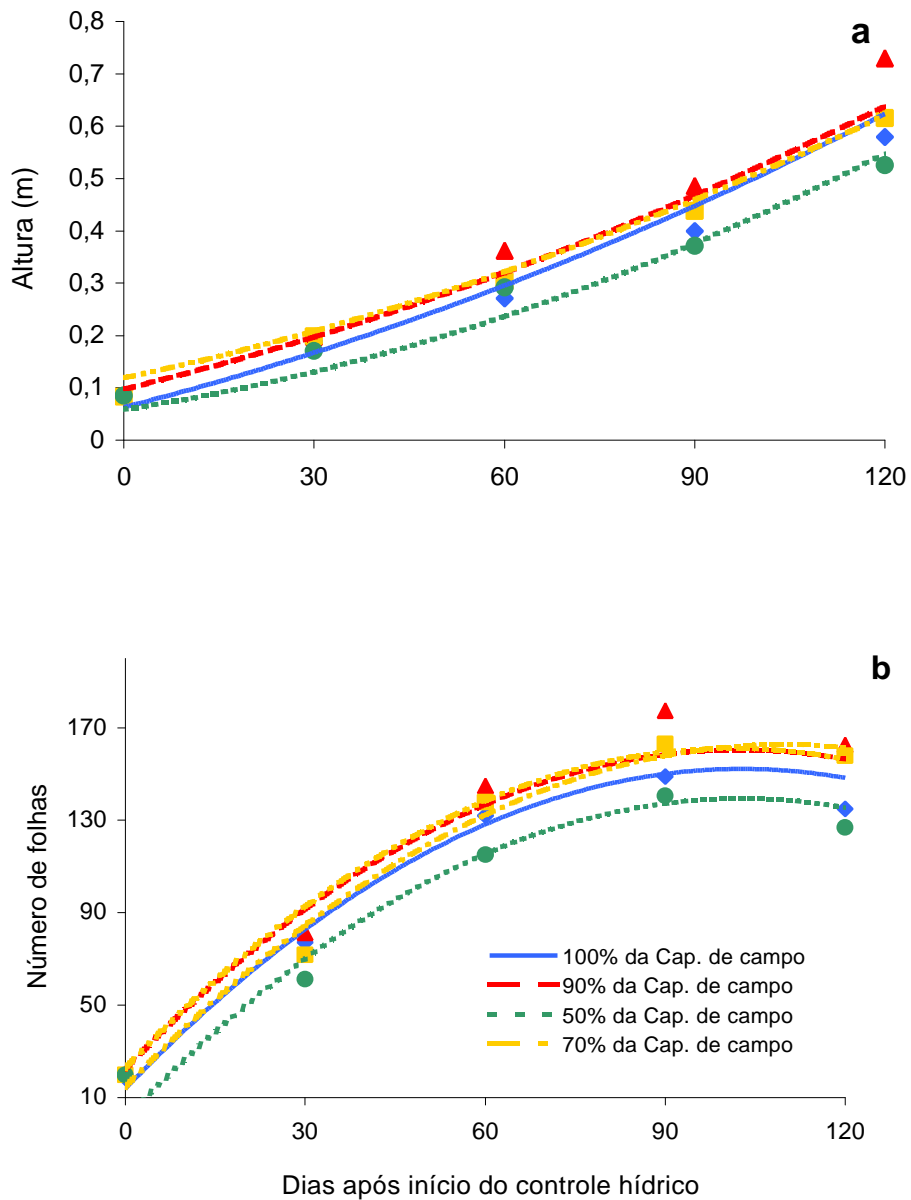 a
0,8
0,7
0,6
0,5
0,4
0,3
0,2
0,1
0
Altura (m)
0 30 60 90 120
b
170
130
90
50
10
Número de folhas
100% da Cap. de campo
90% da Cap. de campo
50% da Cap. de campo
70% da Cap. de campo
0 30 60 90 120
Dias após início do controle hídrico